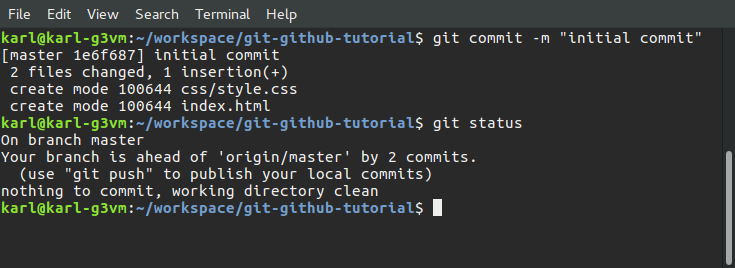 File Edit View Search Terminal Help
karl@karl-g3vm:~/workspace/git-github-tutorial$ git commit -m "initial commit"
[master 1e6f687] initial commit
 2 files changed, 1 insertion(+)
 create mode 100644 css/style.css
 create mode 100644 index.html
karl@karl-g3vm:~/workspace/git-github-tutorial$ git status
On branch master
Your branch is ahead of 'origin/master' by 2 commits.
  (use "git push" to publish your local commits)
nothing to commit, working directory clean
karl@karl-g3vm:~/workspace/git-github-tutorial$